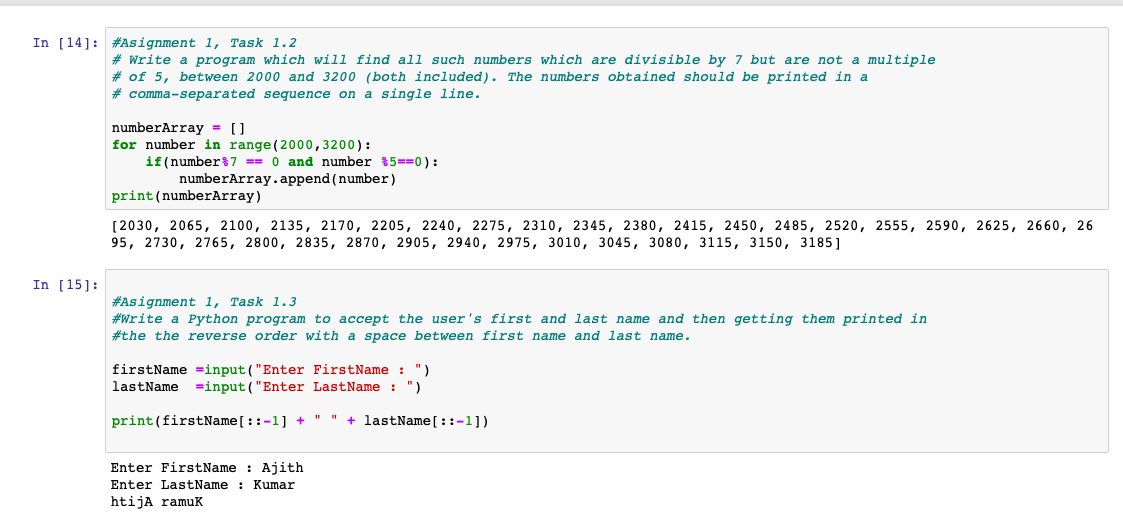 In [14]:
#Asignment 1, Task 1.2
# Write a program which will find all such numbers which are divisible by 7 but are not a multiple
# of 5, between 2000 and 3200 (both included). The numbers obtained should be printed in a
# comma-separated sequence on a single line.
numberArray = []
for number in range(2000,3200):
    if(number%7 == 0 and number %5==0):
        numberArray.append(number)
print(numberArray)
[2030, 2065, 2100, 2135, 2170, 2205, 2240, 2275, 2310, 2345, 2380, 2415, 2450, 2485, 2520, 2555, 2590, 2625, 2660, 26
95, 2730, 2765, 2800, 2835, 2870, 2905, 2940, 2975, 3010, 3045, 3080, 3115, 3150, 3185]
In [15]:
#Asignment 1, Task 1.3
#Write a Python program to accept the user's first and last name and then getting them printed in
#the the reverse order with a space between first name and last name.
firstName =input("Enter FirstName : ")
lastName  =input("Enter LastName : ")
print(firstName[::-1] + " " + lastName[::-1])
Enter FirstName : Ajith
Enter LastName : Kumar
htijA ramuK